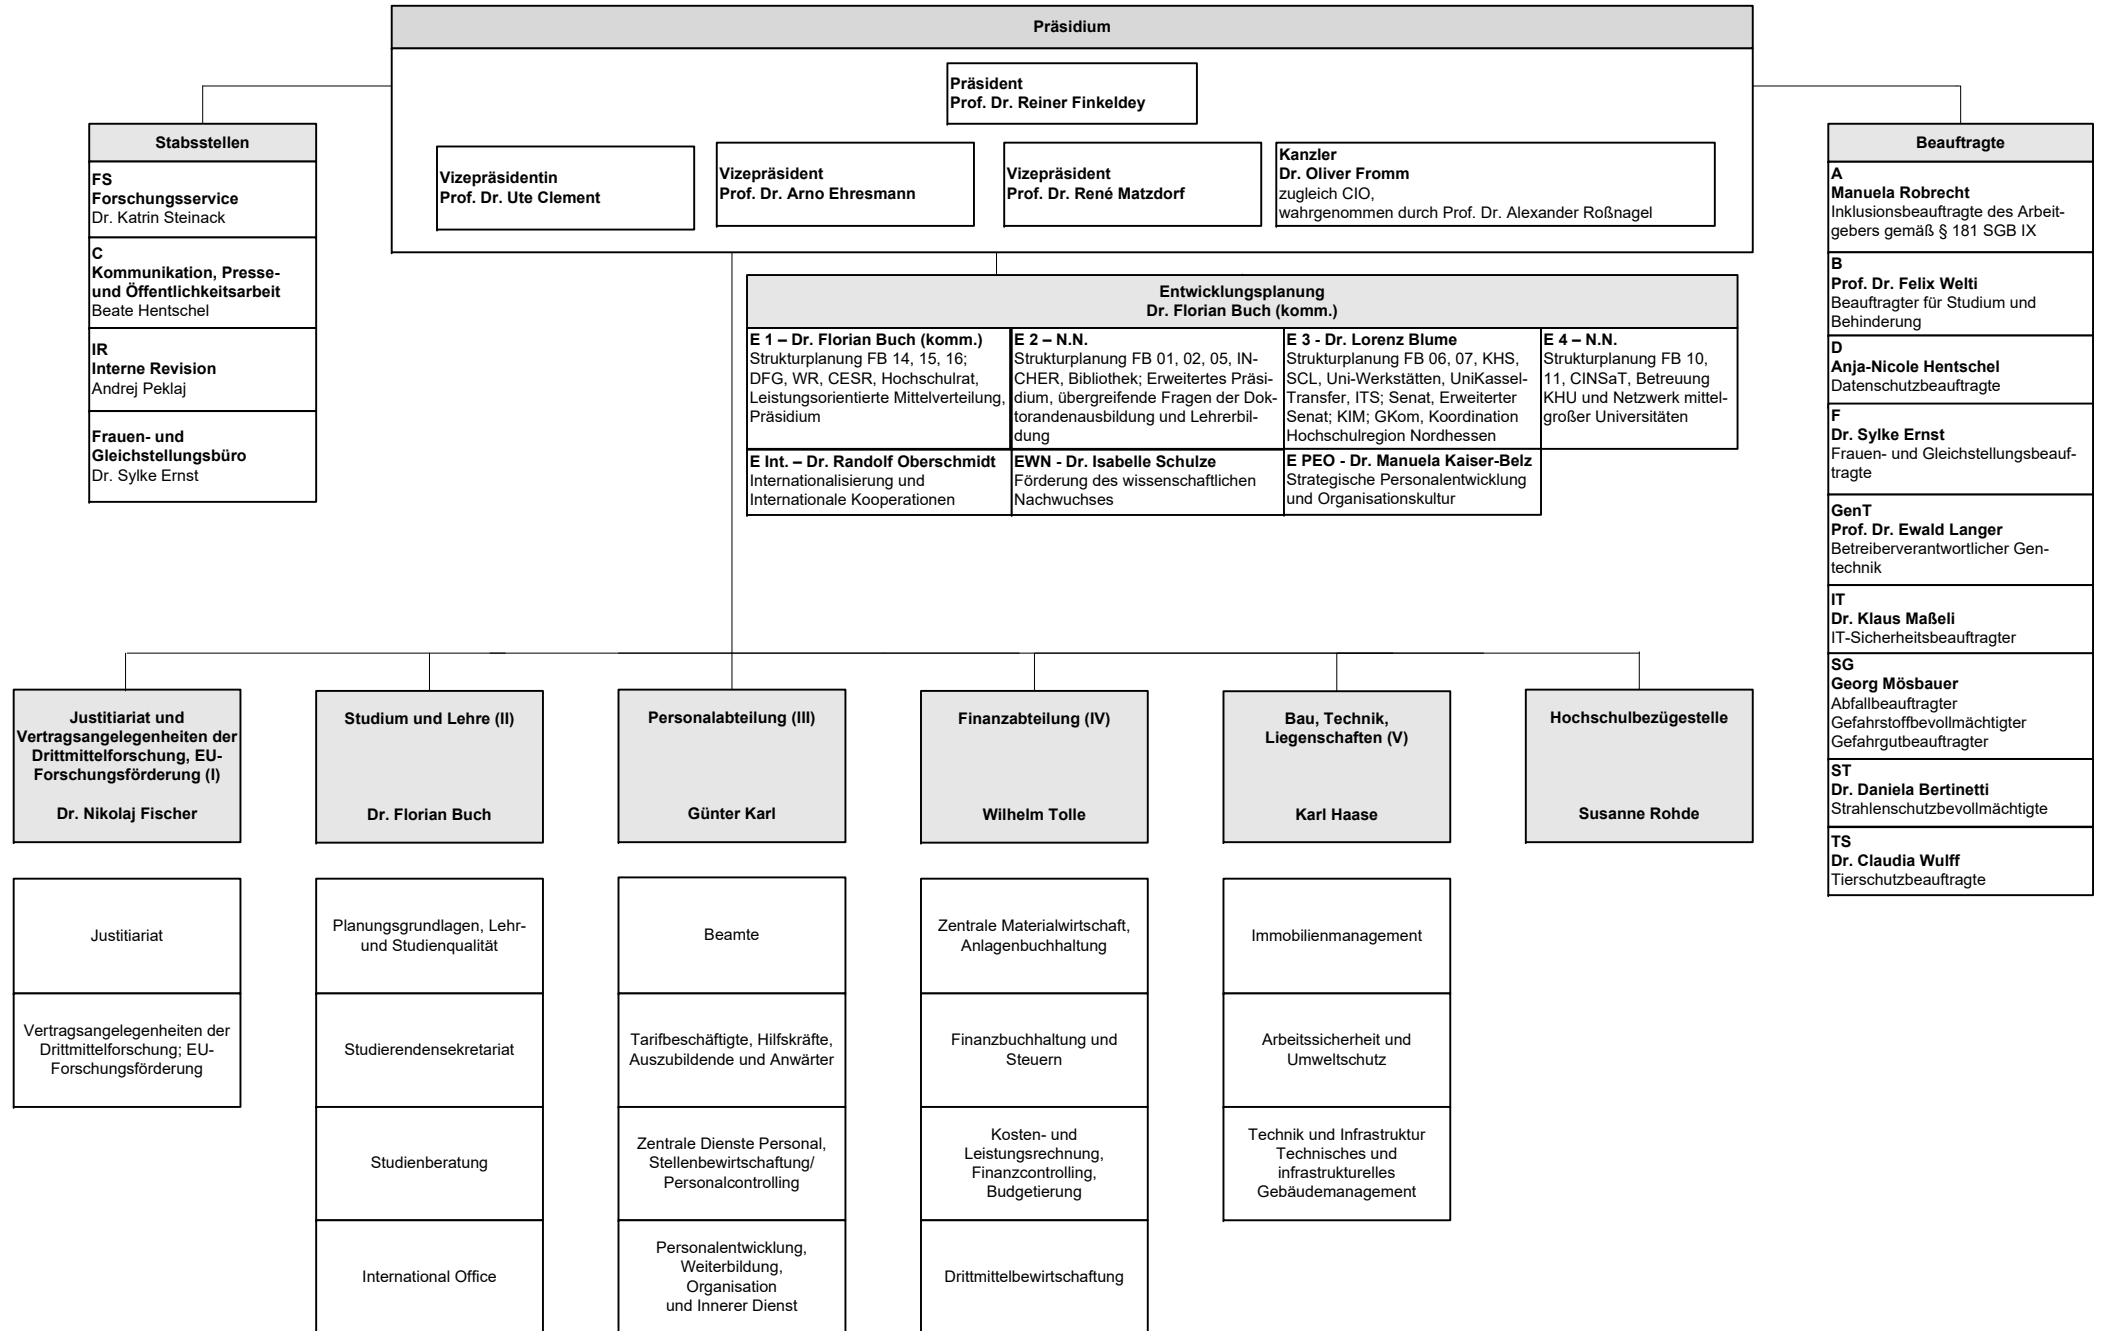 Präsidium
Präsident
Prof. Dr. Reiner Finkeldey
Vizepräsidentin
Prof. Dr. Ute Clement
Vizepräsident
Prof. Dr. Arno Ehresmann
Vizepräsident
Prof. Dr. René Matzdorf
Kanzler
Dr. Oliver Fromm
zugleich CIO,
wahrgenommen durch Prof. Dr. Alexander Roßnagel
Stabsstellen
FS
Forschungsservice
Dr. Katrin Steinack
C
Kommunikation, Presse-
und Öffentlichkeitsarbeit
Beate Hentschel
IR
Interne Revision
Andrej Peklaj
Frauen- und
Gleichstellungsbüro
Dr. Sylke Ernst
Entwicklungsplanung
Dr. Florian Buch (komm.)
E 1 – Dr. Florian Buch (komm.)
Strukturplanung FB 14, 15, 16;
DFG, WR, CESR, Hochschulrat,
Leistungsorientierte Mittelverteilung,
Präsidium
E 2 – N.N.
Strukturplanung FB 01, 02, 05, IN-
CHER, Bibliothek; Erweitertes Präsi-
dium, übergreifende Fragen der Dok-
torandenausbildung und Lehrerbil-
dung
E 3 - Dr. Lorenz Blume
Strukturplanung FB 06, 07, KHS,
SCL, Uni-Werkstätten, UniKassel-
Transfer, ITS; Senat, Erweiterter
Senat; KIM; GKom, Koordination
Hochschulregion Nordhessen
E 4 – N.N.
Strukturplanung FB 10,
11, CINSaT, Betreuung
KHU und Netzwerk mittel-
großer Universitäten
E Int. – Dr. Randolf Oberschmidt
Internationalisierung und
Internationale Kooperationen
EWN - Dr. Isabelle Schulze
Förderung des wissenschaftlichen
Nachwuchses
E PEO - Dr. Manuela Kaiser-Belz
Strategische Personalentwicklung
und Organisationskultur
Beauftragte
A
Manuela Robrecht
Inklusionsbeauftragte des Arbeit-
gebers gemäß § 181 SGB IX
B
Prof. Dr. Felix Welti
Beauftragter für Studium und
Behinderung
D
Anja-Nicole Hentschel
Datenschutzbeauftragte
F
Dr. Sylke Ernst
Frauen- und Gleichstellungsbeauf-
tragte
GenT
Prof. Dr. Ewald Langer
Betreiberverantwortlicher Gen-
technik
IT
Dr. Klaus Maßeli
IT-Sicherheitsbeauftragter
SG
Georg Mösbauer
Abfallbeauftragter
Gefahrstoffbevollmächtigter
Gefahrgutbeauftragter
ST
Dr. Daniela Bertinetti
Strahlenschutzbevollmächtigte
TS
Dr. Claudia Wulff
Tierschutzbeauftragte
Justitiariat und
Vertragsangelegenheiten der
Drittmittelforschung, EU-
Forschungsförderung (I)
Dr. Nikolaj Fischer
Justitiariat
Vertragsangelegenheiten der
Drittmittelforschung; EU-
Forschungsförderung
Studium und Lehre (II)
Dr. Florian Buch
Planungsgrundlagen, Lehr-
und Studienqualität
Studierendensekretariat
Studienberatung
International Office
Personalabteilung (III)
Günter Karl
Beamte
Tarifbeschäftigte, Hilfskräfte,
Auszubildende und Anwärter
Zentrale Dienste Personal,
Stellenbewirtschaftung/
Personalcontrolling
Personalentwicklung,
Weiterbildung,
Organisation
und Innerer Dienst
Finanzabteilung (IV)
Wilhelm Tolle
Zentrale Materialwirtschaft,
Anlagenbuchhaltung
Finanzbuchhaltung und
Steuern
Kosten- und
Leistungsrechnung,
Finanzcontrolling,
Budgetierung
Drittmittelbewirtschaftung
Bau, Technik,
Liegenschaften (V)
Karl Haase
Immobilienmanagement
Arbeitssicherheit und
Umweltschutz
Technik und Infrastruktur
Technisches und
infrastrukturelles
Gebäudemanagement
Hochschulbezügestelle
Susanne Rohde